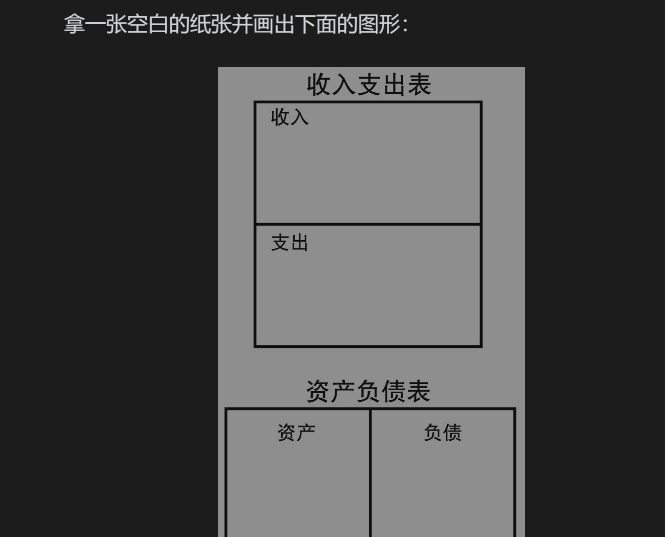 拿一张空白的纸张并画出下面的图形：
收入支出表
收入
支出
资产负债表
资产 负债